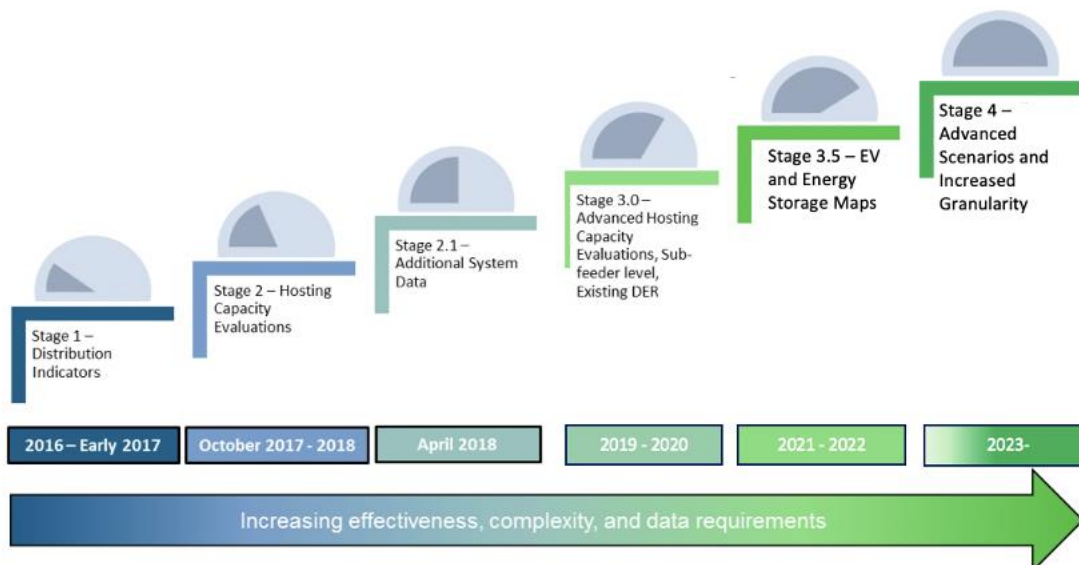 Stage 1 –
Distribution
Indicators
Stage 2 – Hosting
Capacity
Evaluations
Stage 2.1 –
Additional System
Data
Stage 3.0 –
Advanced Hosting
Capacity
Evaluations, Sub-
feeder level,
Existing DER
Stage 3.5 – EV
and Energy
Storage Maps
Stage 4 –
Advanced
Scenarios and
Increased
Granularity
2016 – Early 2017
October 2017 - 2018
April 2018
2019 - 2020
2021 - 2022
2023-
Increasing effectiveness, complexity, and data requirements